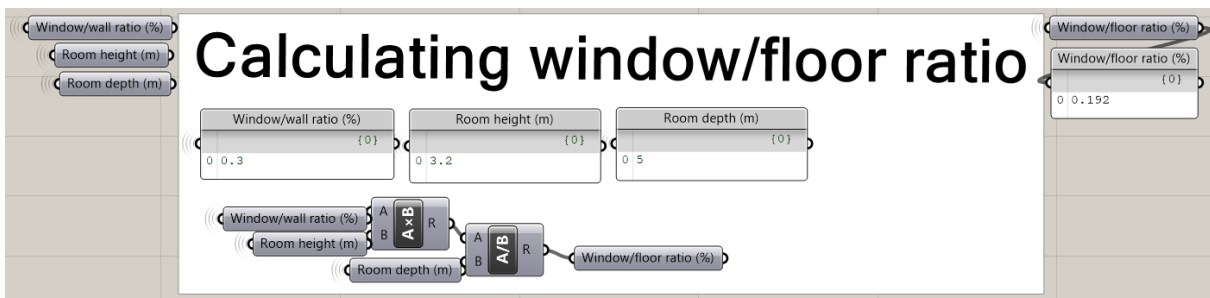 Window/wall ratio (%)
Room height (m)
Room depth (m)
Calculating window/floor ratio
Window/wall ratio (%)
{0}
0 0.3
Room height (m)
{0}
0 3.2
Room depth (m)
{0}
0 5
Window/wall ratio (%)
Room height (m)
A
B
A×B
R
Room depth (m)
A
B
A/B
R
Window/floor ratio (%)
Window/floor ratio (%)
Window/floor ratio (%)
{0}
0 0.192